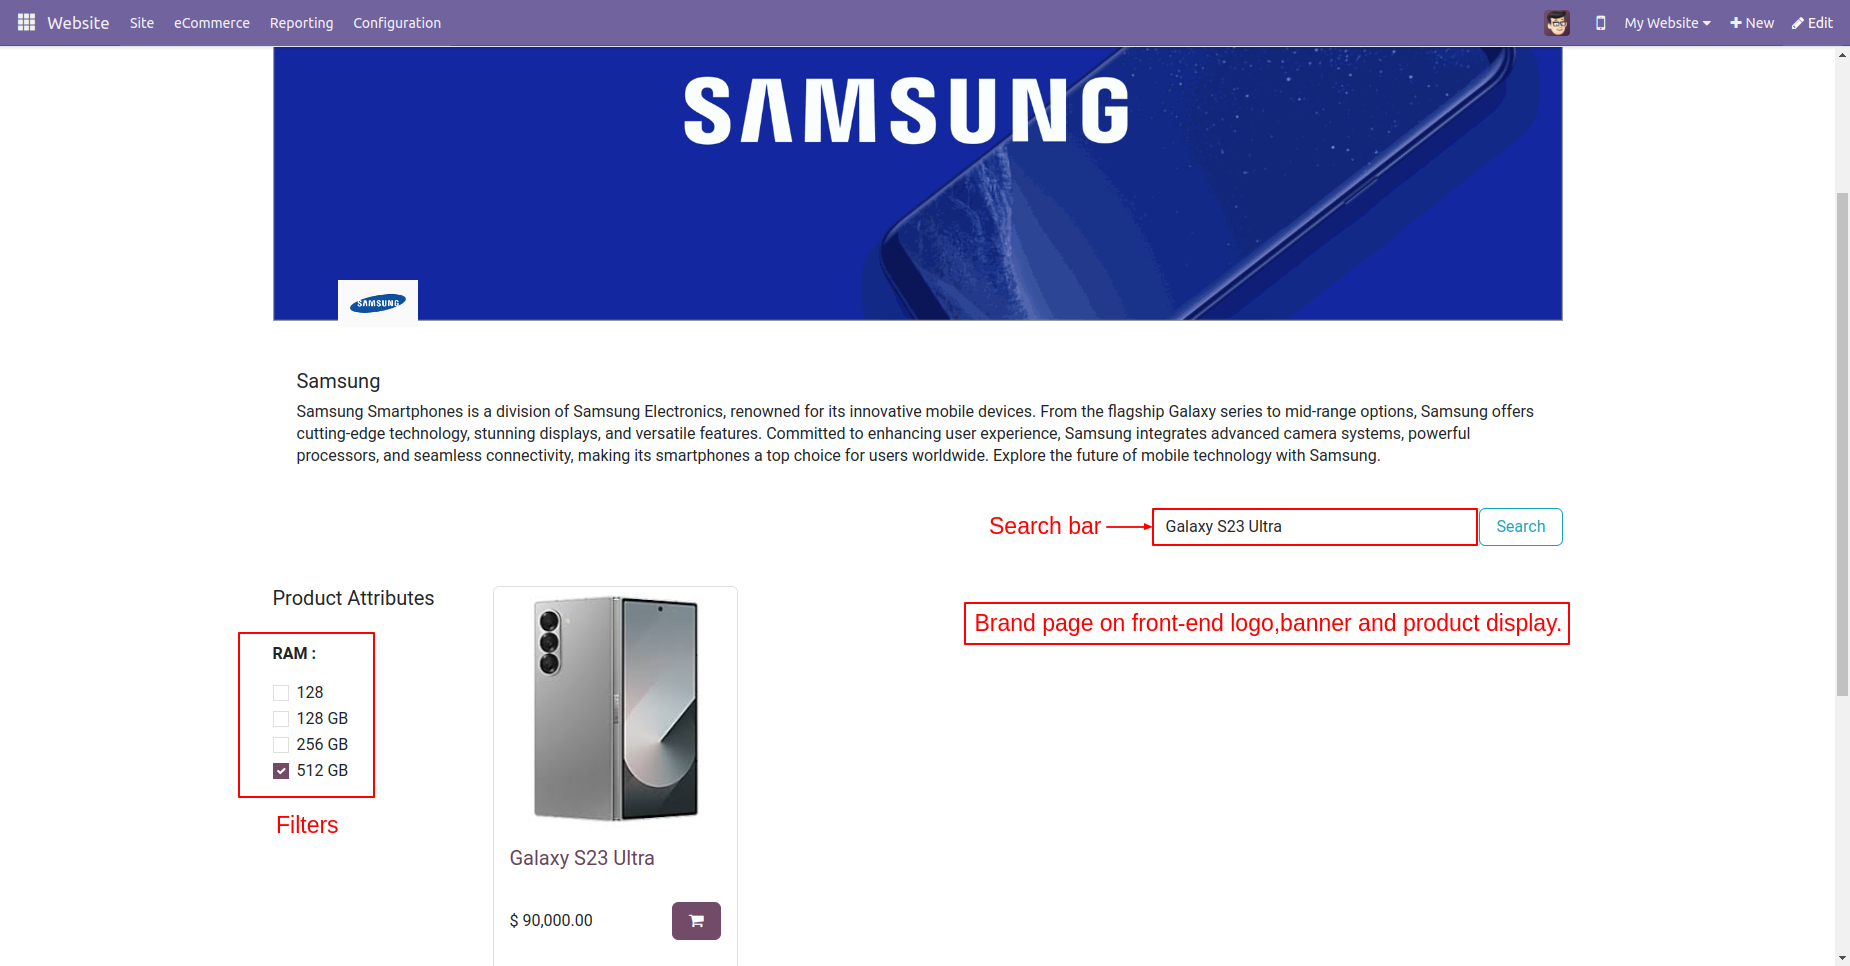 Website Site eCommerce Reporting Configuration My Website New Edit
SAMSUNG
SAMSUNG
Samsung
Samsung Smartphones is a division of Samsung Electronics, renowned for its innovative mobile devices. From the flagship Galaxy series to mid-range options, Samsung offers
cutting-edge technology, stunning displays, and versatile features. Committed to enhancing user experience, Samsung integrates advanced camera systems, powerful
processors, and seamless connectivity, making its smartphones a top choice for users worldwide. Explore the future of mobile technology with Samsung.
Search bar Galaxy S23 Ultra Search
Product Attributes
Brand page on front-end logo,banner and product display.
RAM :
128
128 GB
256 GB
512 GB
Filters
Galaxy S23 Ultra
$ 90,000.00